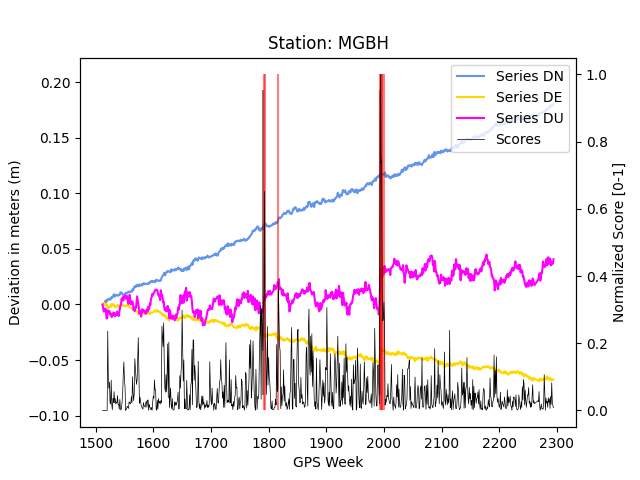 Station: MGBH
Series DN
Series DE
Series DU
Scores
Deviation in meters (m)
0.20
0.15
0.10
0.05
0.00
−0.05
−0.10
1.0
0.8
0.6
0.4
0.2
0.0
Normalized Score [0-1]
1500 1600 1700 1800 1900 2000 2100 2200 2300
GPS Week